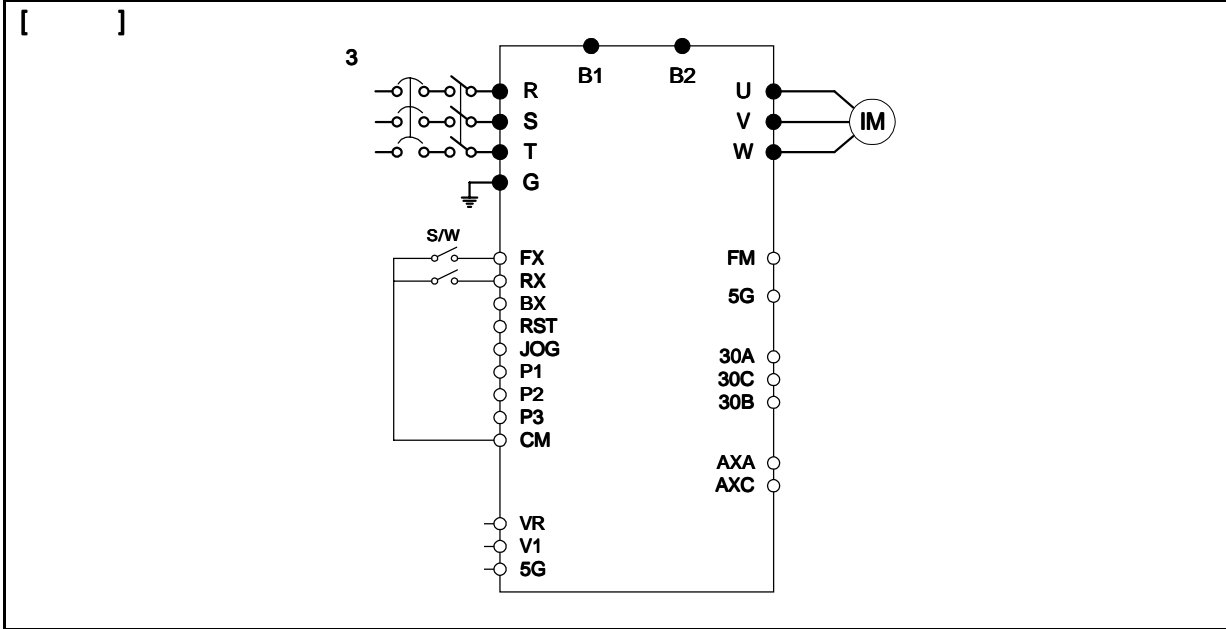 [ ]
3
B1 B2
R U
S V IM
T W
G
S/W
FX FM
RX
BX 5G
RST
JOG 30A
P1 30C
P2 30B
P3
CM
AXA
AXC
VR
V1
5G